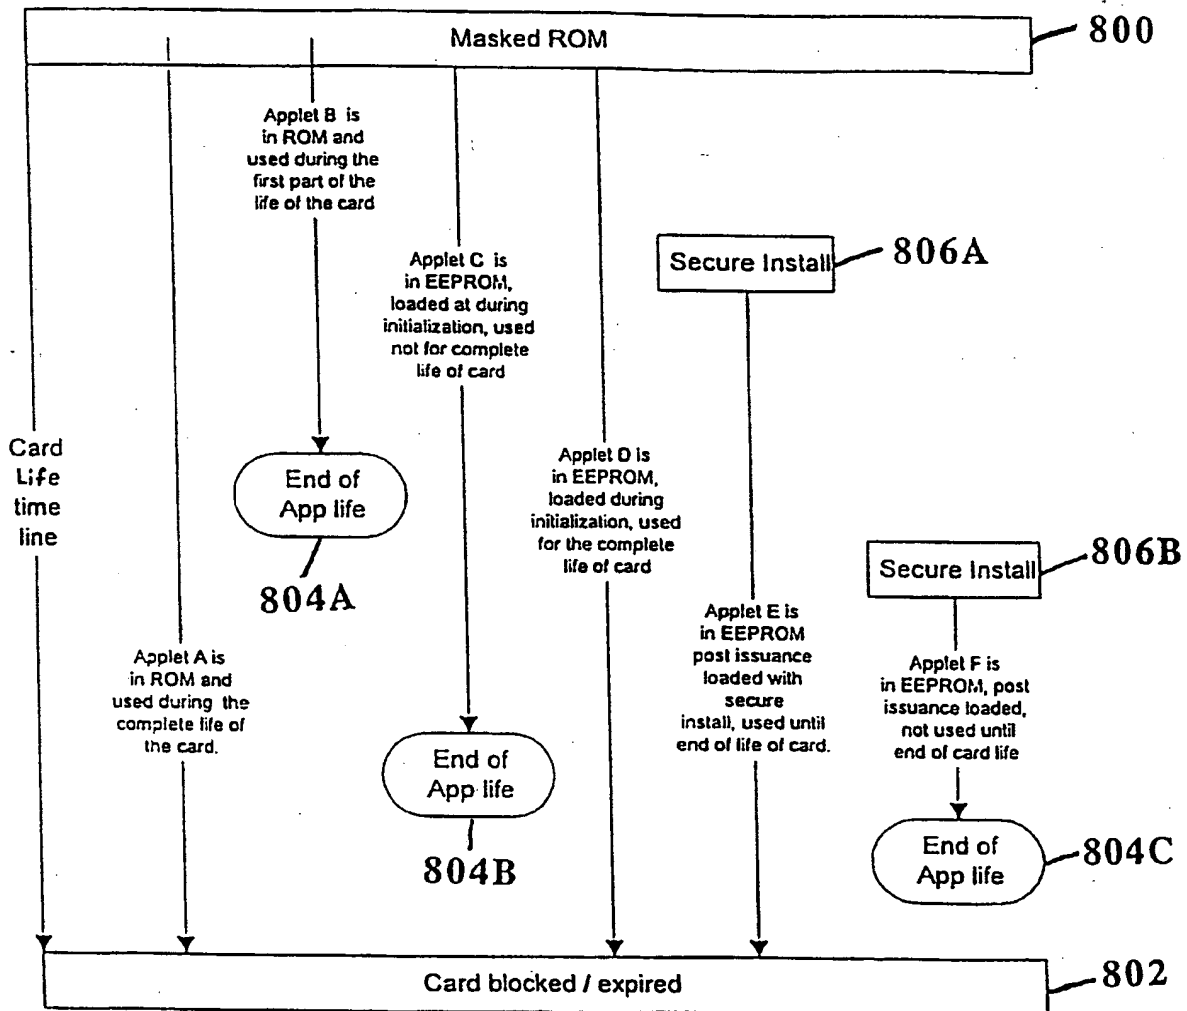 Masked ROM
800
Applet B is
in ROM and
used during the
first part of the
life of the card
Applet C is
in EEPROM,
loaded at during
initialization, used
not for complete
life of card
Secure Install
806A
Card
Life
time
line
End of
App life
804A
Applet D is
in EEPROM,
loaded during
initialization, used
for the complete
life of card
Secure Install
806B
Applet A is
in ROM and
used during the
complete life of
the card.
Applet E is
in EEPROM
post issuance
loaded with
secure
install, used until
end of life of card.
Applet F is
in EEPROM, post
issuance loaded,
not used until
end of card life
End of
App life
804B
End of
App life
804C
Card blocked / expired
802